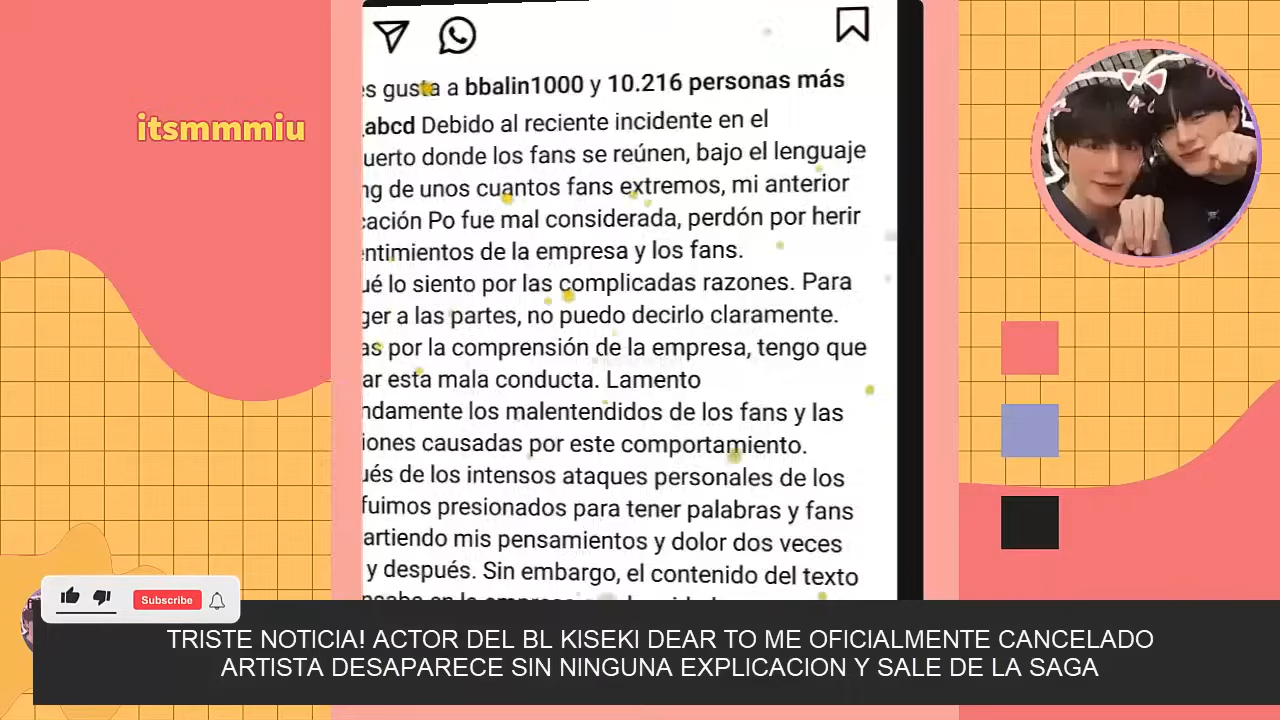 itsmmmiu
es gusta a bbalin1000 y 10.216 personas más
_abcd Debido al reciente incidente en el
uerto donde los fans se reúnen, bajo el lenguaje
ng de unos cuantos fans extremos, mi anterior
cación Po fue mal considerada, perdón por herir
entimientos de la empresa y los fans.
ué lo siento por las complicadas razones. Para
ger a las partes, no puedo decirlo claramente.
as por la comprensión de la empresa, tengo que
ar esta mala conducta. Lamento
ndamente los malentendidos de los fans y las
iones causadas por este comportamiento.
ués de los intensos ataques personales de los
fuimos presionados para tener palabras y fans
artiendo mis pensamientos y dolor dos veces
y después. Sin embargo, el contenido del texto
Subscribe
TRISTE NOTICIA! ACTOR DEL BL KISEKI DEAR TO ME OFICIALMENTE CANCELADO
ARTISTA DESAPARECE SIN NINGUNA EXPLICACION Y SALE DE LA SAGA